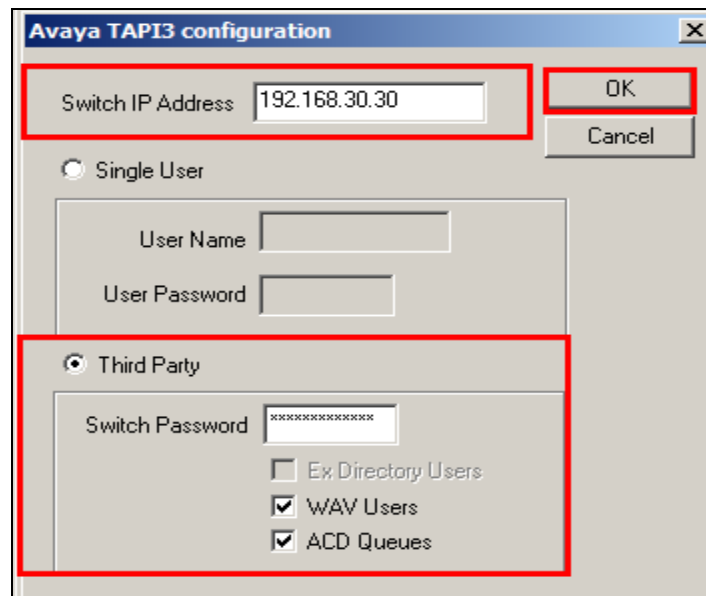 Avaya TAPI3 configuration
Switch IP Address 192.168.30.30
OK
Cancel
Single User
User Name
User Password
Third Party
Switch Password *************
Ex Directory Users
WAV Users
ACD Queues